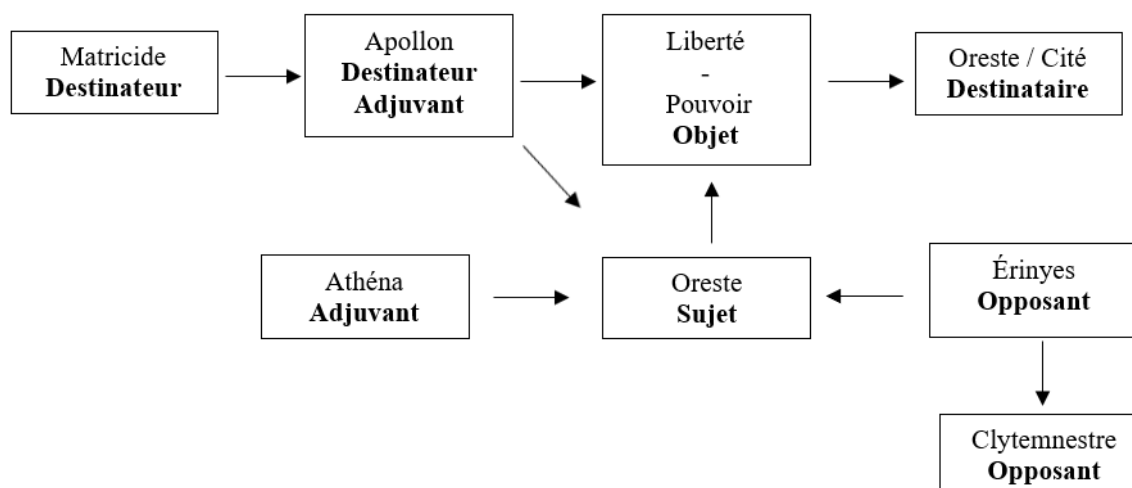 Matricide
Destinateur
Apollon
Destinateur
Adjuvant
Liberté
-
Pouvoir
Objet
Oreste / Cité
Destinataire
Athéna
Adjuvant
Oreste
Sujet
Érinyes
Opposant
Clytemnestre
Opposant